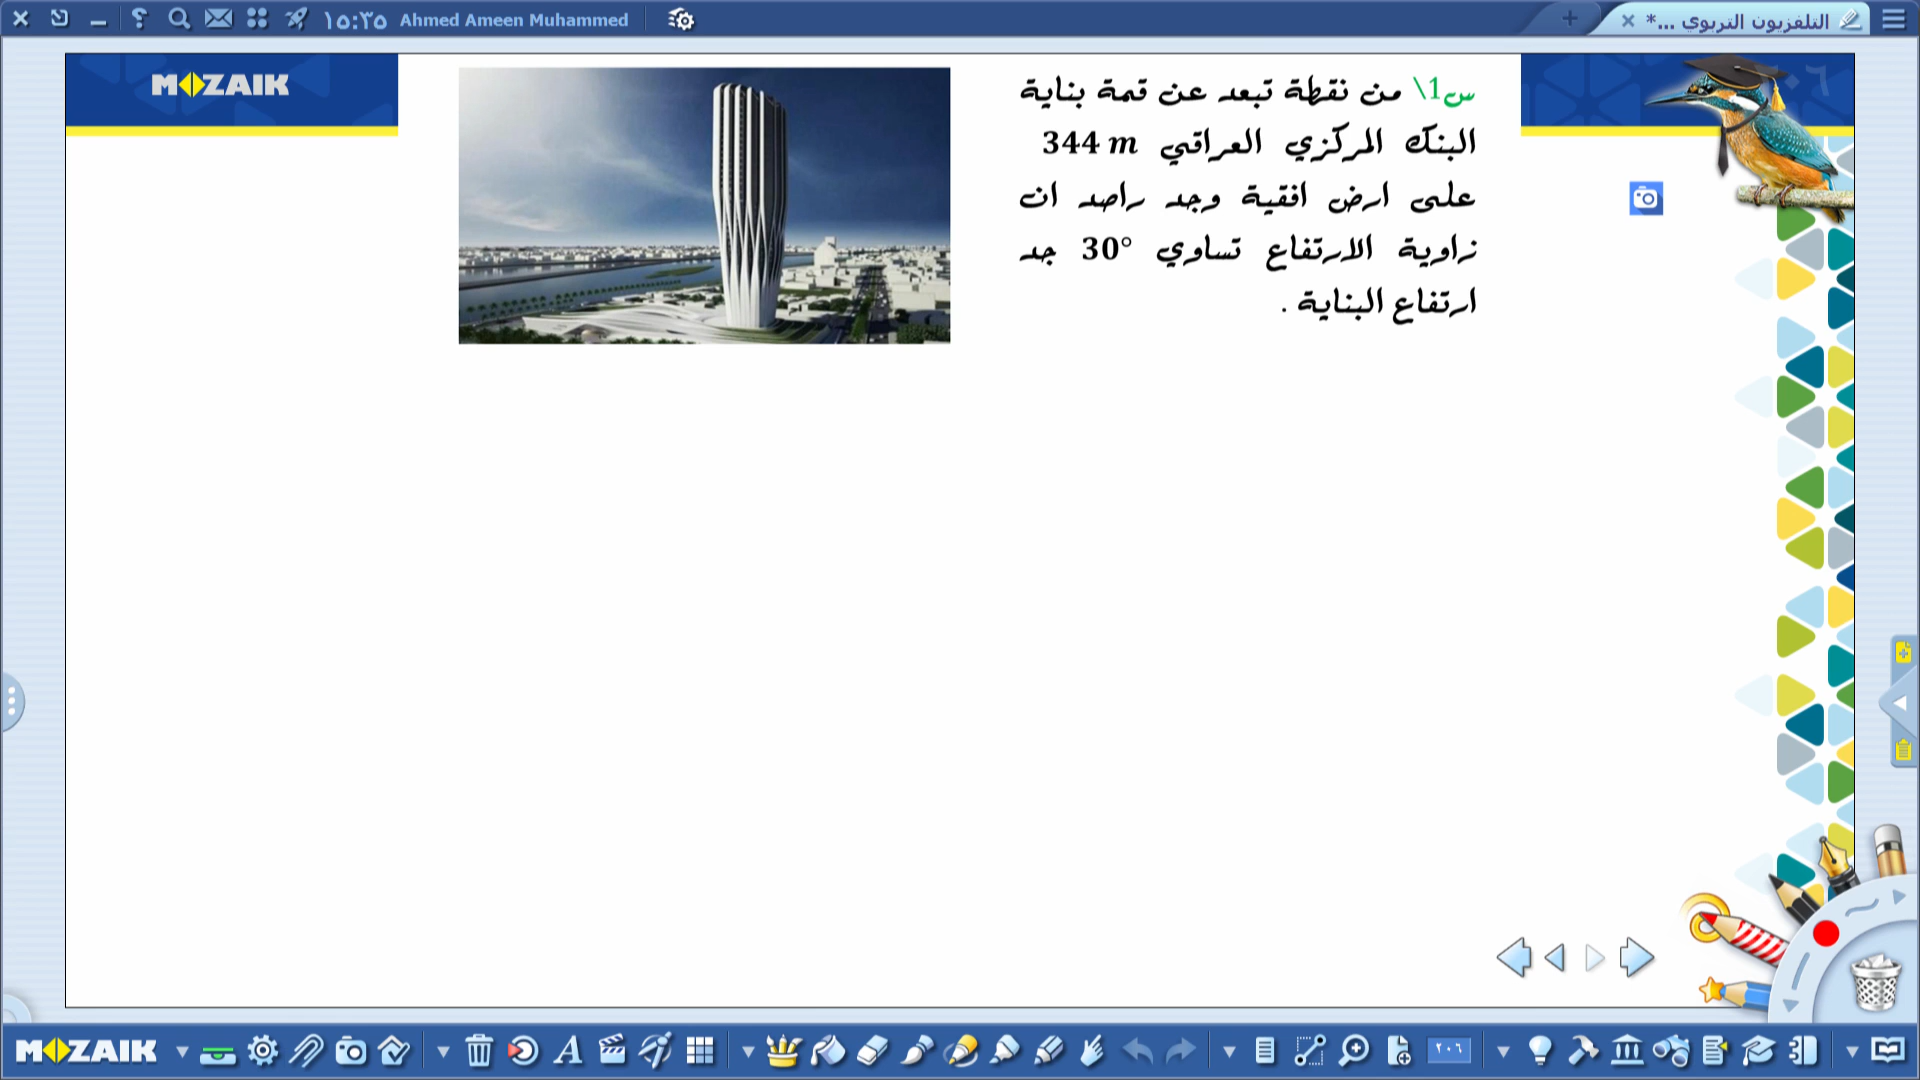 ١٥:٣٥ Ahmed Ameen Muhammed
التلفزيون التربوي ...*
MOZAIK
س1\ من نقطة تبعد عن قمة بناية
البنك المركزي العراقي 344 m
على ارض افقية وجد راصد ان
زاوية الارتفاع تساوي 30° جد
ارتفاع البناية .
MOZAIK
٢٠٦